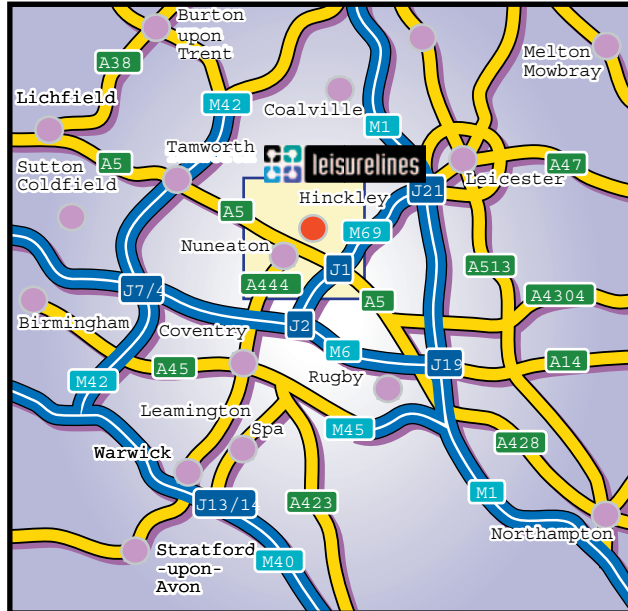 Burton
upon
Trent
A38
Melton
Mowbray
M42
Coalville
Lichfield
M1
Tamworth
leisurelines
A5
Sutton
Coldfield
A47
Leicester
Hinckley
J21
A5
M69
Nuneaton
A513
J1
A444
J7/4
A5
A4304
Birmingham
J2
Coventry
M6
A45
J19
A14
M42
Rugby
Leamington
Spa
M45
A428
Warwick
M1
J13/14
A423
Northampton
Stratford
-upon-
Avon
M40